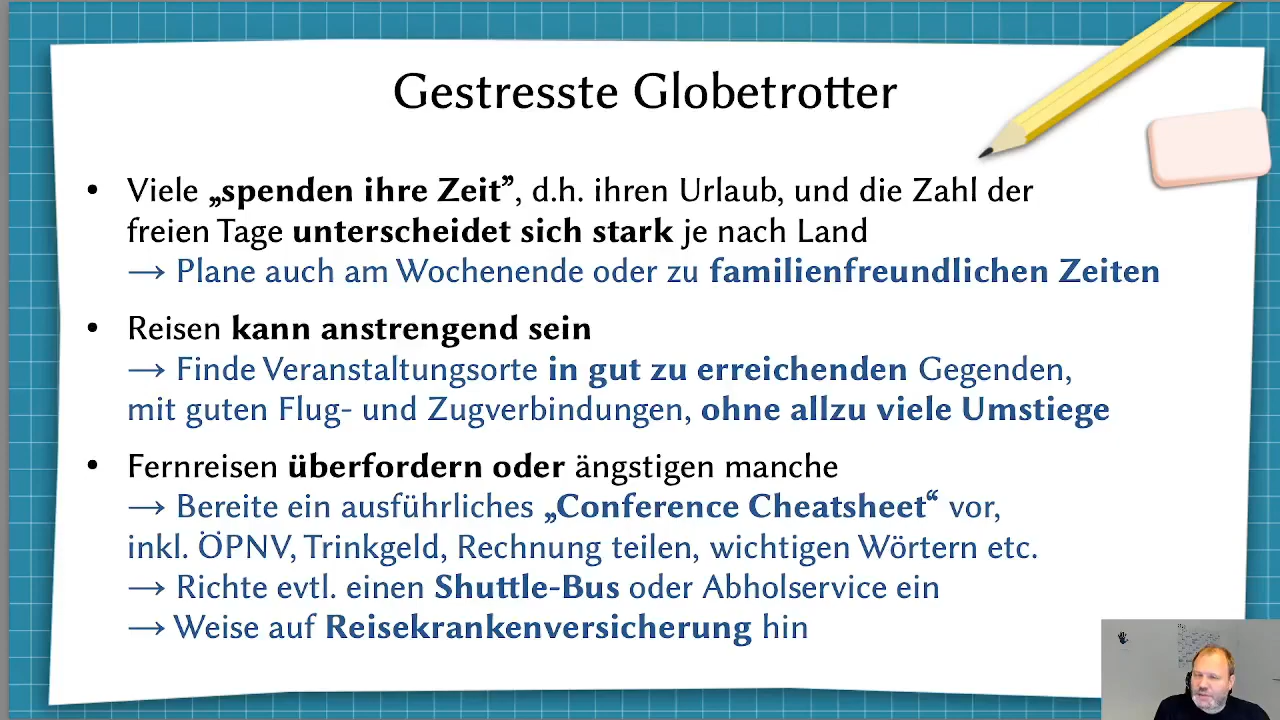 Gestresste Globetrotter
• Viele „spenden ihre Zeit”, d.h. ihren Urlaub, und die Zahl der
freien Tage unterscheidet sich stark je nach Land
→ Plane auch am Wochenende oder zu familienfreundlichen Zeiten
• Reisen kann anstrengend sein
→ Finde Veranstaltungsorte in gut zu erreichenden Gegenden,
mit guten Flug- und Zugverbindungen, ohne allzu viele Umstiege
• Fernreisen überfordern oder ängstigen manche
→ Bereite ein ausführliches „Conference Cheatsheet“ vor,
inkl. ÖPNV, Trinkgeld, Rechnung teilen, wichtigen Wörtern etc.
→ Richte evtl. einen Shuttle-Bus oder Abholservice ein
→ Weise auf Reisekrankenversicherung hin